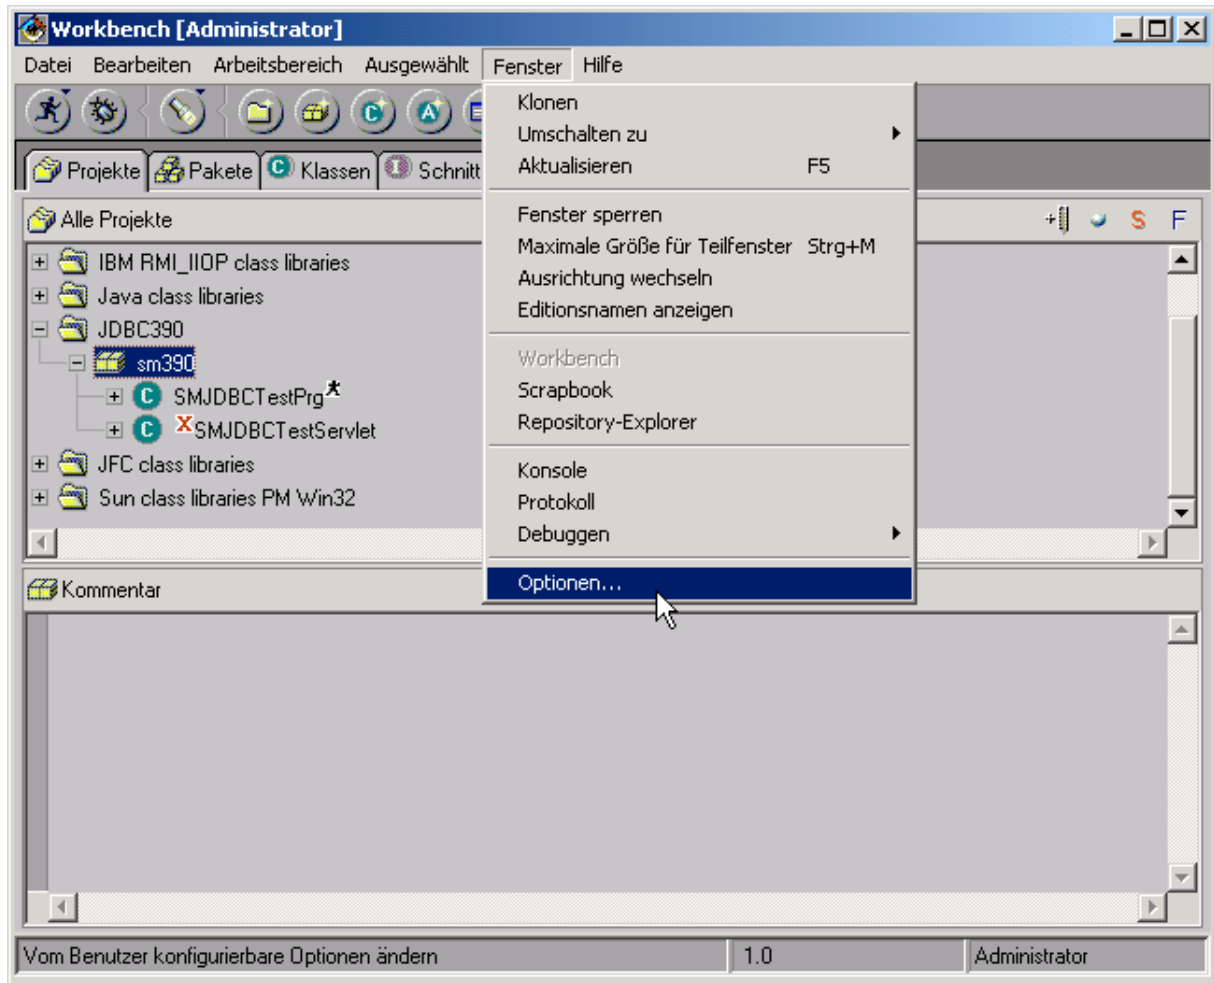 Workbench [Administrator]
Datei Bearbeiten Arbeitsbereich Ausgewählt Fenster Hilfe
Klonen
Umschalten zu
Aktualisieren F5
Projekte Pakete Klassen Schnitt
Fenster sperren
Maximale Größe für Teilfenster Strg+M
Ausrichtung wechseln
Editionsnamen anzeigen
Workbench
Scrapbook
Repository-Explorer
Konsole
Protokoll
Debuggen
Optionen...
Alle Projekte S F
IBM RMI_IIOP class libraries
Java class libraries
JDBC390
sm390
C SMJDBCTestPrg
C X SMJDBCTestServlet
JFC class libraries
Sun class libraries PM Win32
Kommentar
Vom Benutzer konfigurierbare Optionen ändern 1.0 Administrator